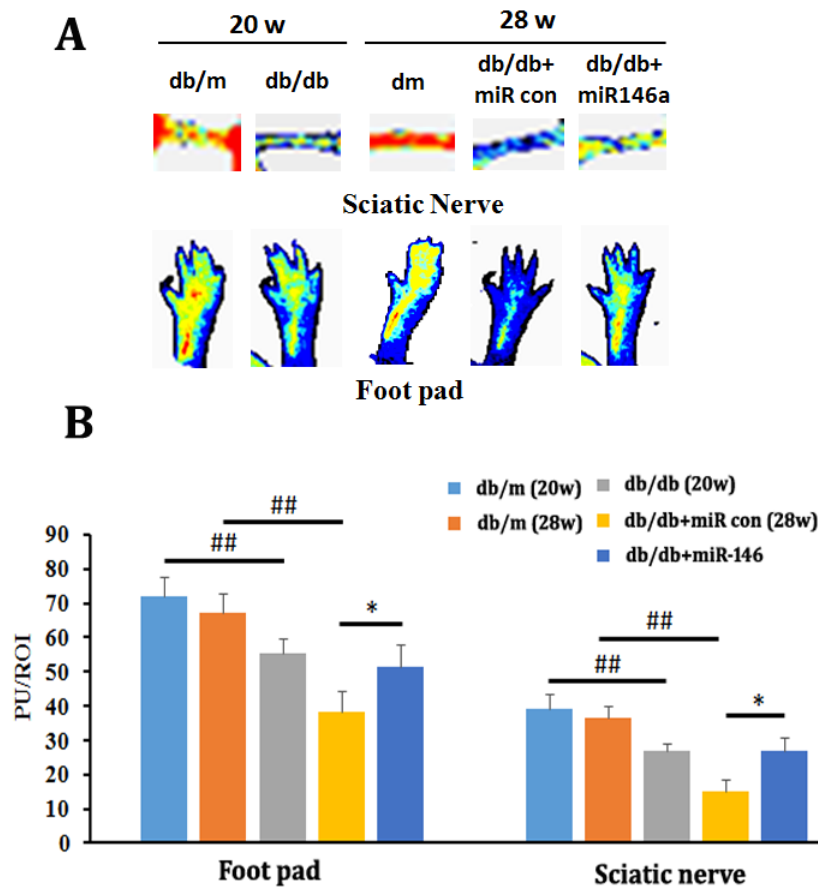 A
20 w
28 w
db/m
db/db
dm
db/db+
miR con
db/db+
miR146a
Sciatic Nerve
Foot pad
B
db/m (20w)
db/db (20w)
db/m (28w)
db/db+miR con (28w)
db/db+miR-146
PU/ROI
90
80
70
60
50
40
30
20
10
0
##
##
*
##
##
*
Foot pad
Sciatic nerve